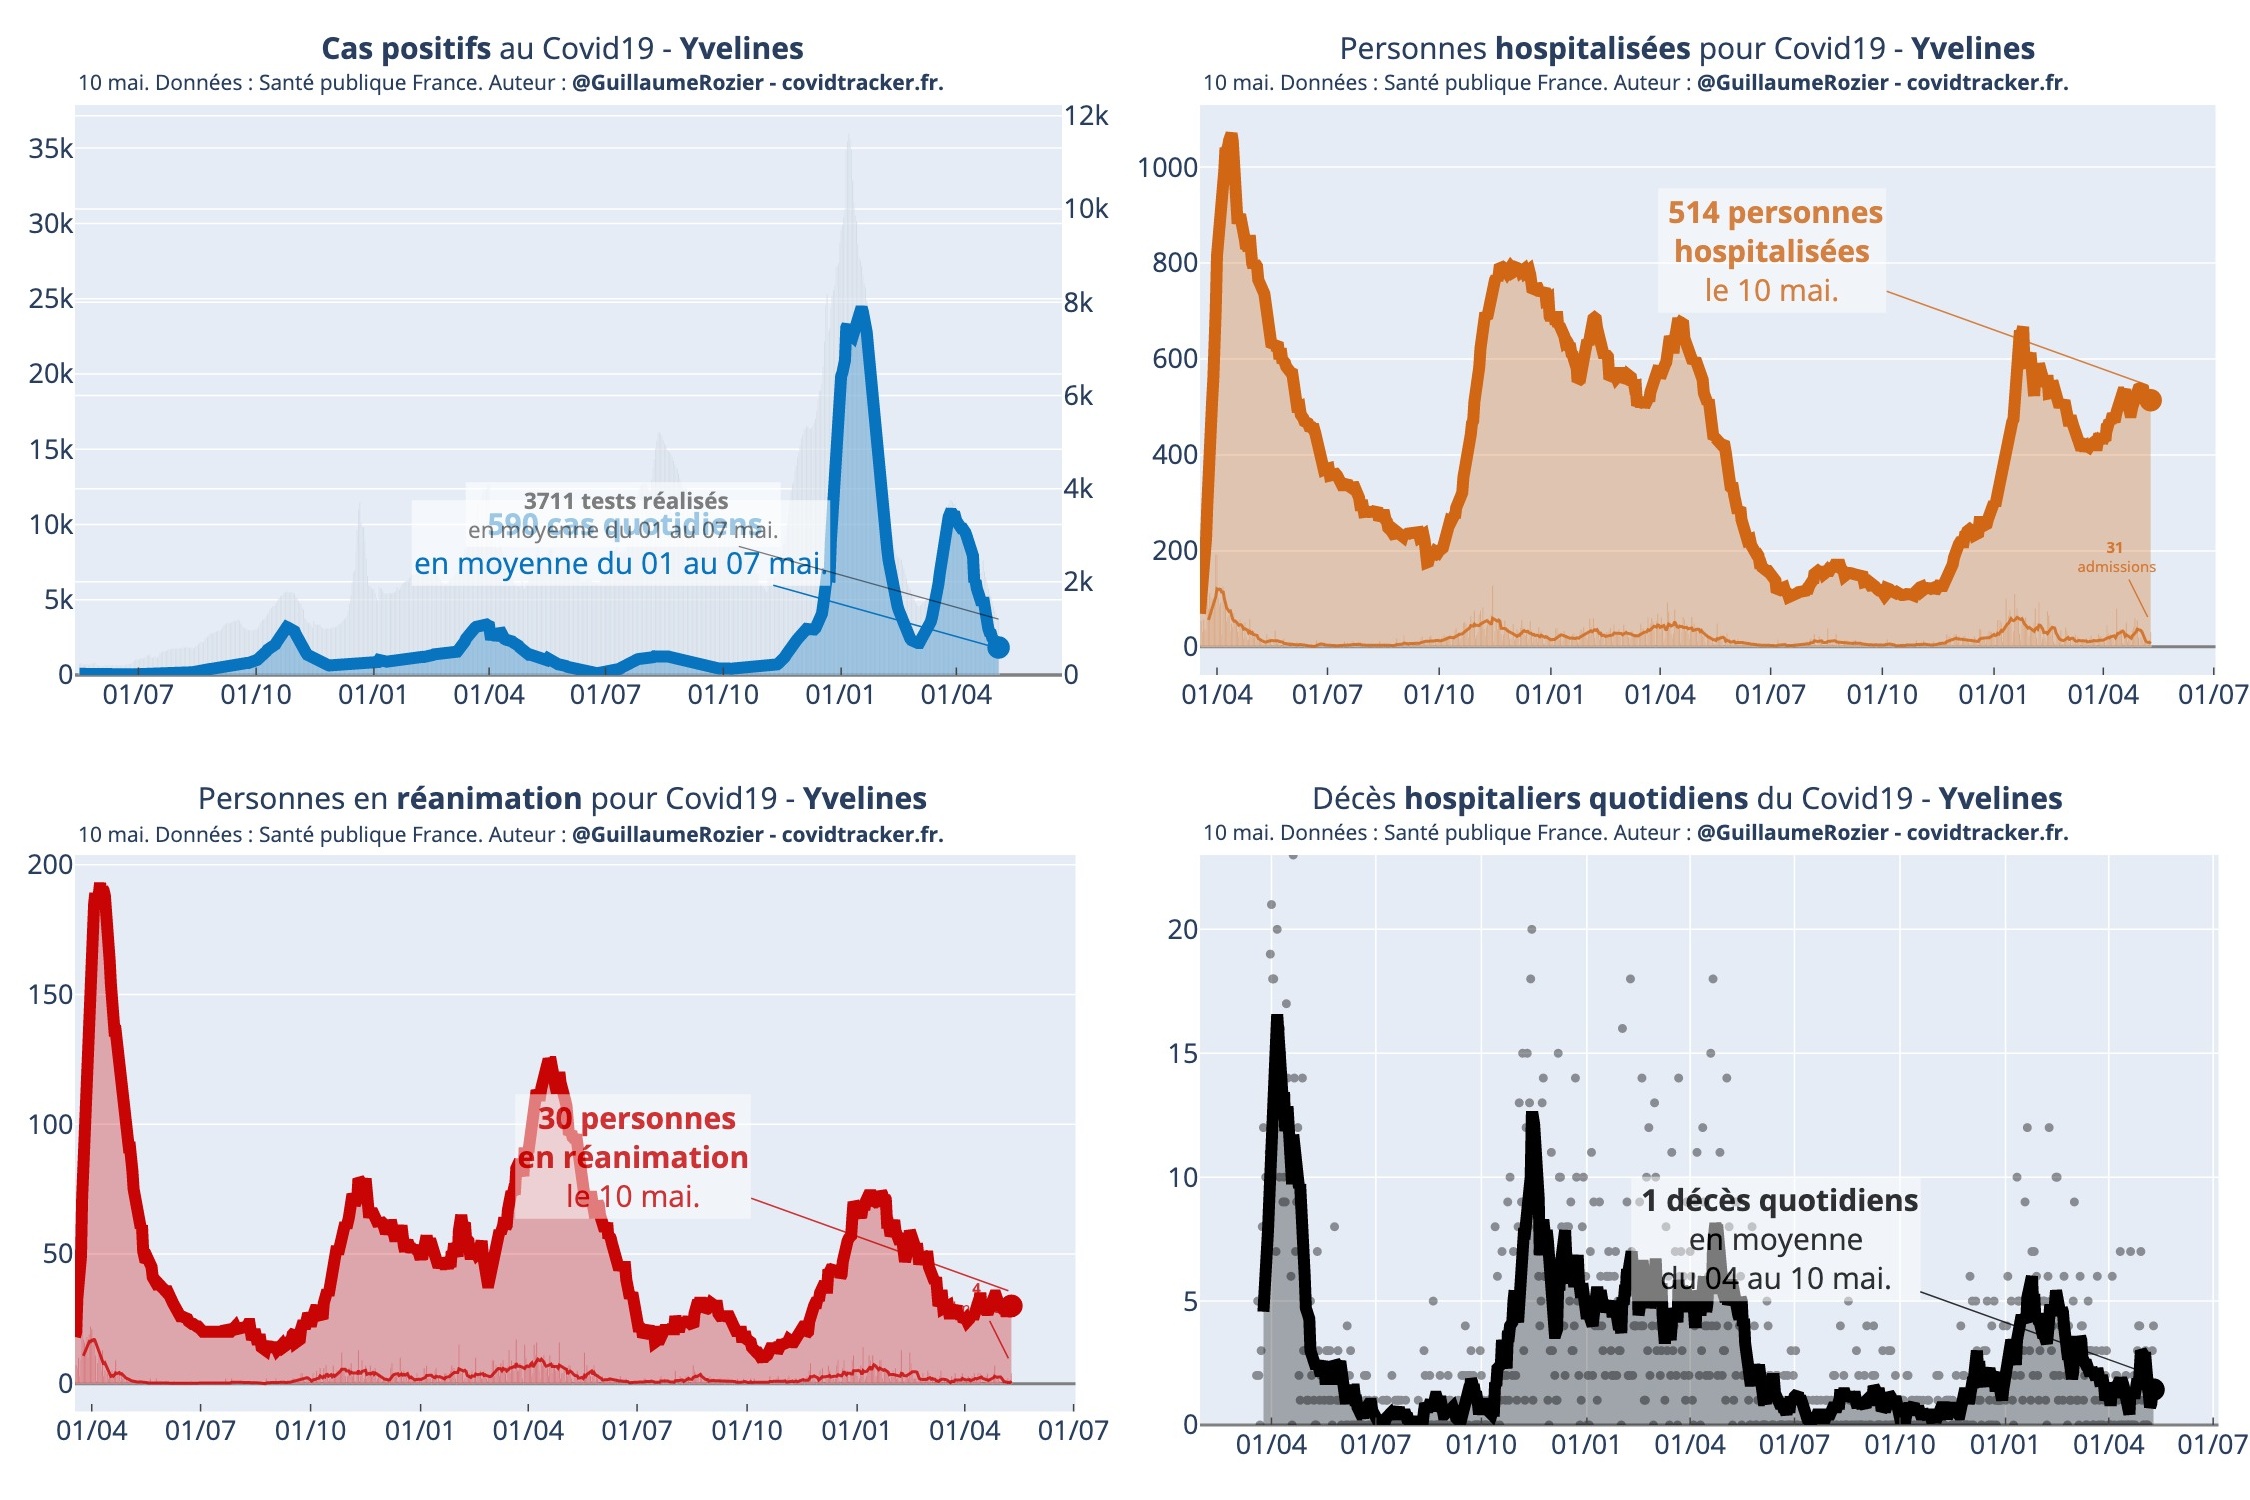 Cas positifs au Covid19 - Yvelines
10 mai. Données : Santé publique France. Auteur : @GuillaumeRozier - covidtracker.fr.
35k
30k
25k
20k
15k
10k
5k
0
12k
10k
8k
6k
4k
2k
0
3711 tests réalisés
en moyenne du 01 au 07 mai.
590 cas quotidiens
en moyenne du 01 au 07 mai.
01/07 01/10 01/01 01/04 01/07 01/10 01/01 01/04
Personnes hospitalisées pour Covid19 - Yvelines
10 mai. Données : Santé publique France. Auteur : @GuillaumeRozier - covidtracker.fr.
1000
800
600
400
200
0
514 personnes
hospitalisées
le 10 mai.
31
admissions
01/04 01/07 01/10 01/01 01/04 01/07 01/10 01/01 01/04 01/07
Personnes en réanimation pour Covid19 - Yvelines
10 mai. Données : Santé publique France. Auteur : @GuillaumeRozier - covidtracker.fr.
200
150
100
50
0
30 personnes
en réanimation
le 10 mai.
4
01/04 01/07 01/10 01/01 01/04 01/07 01/10 01/01 01/04 01/07
Décès hospitaliers quotidiens du Covid19 - Yvelines
10 mai. Données : Santé publique France. Auteur : @GuillaumeRozier - covidtracker.fr.
20
15
10
5
0
1 décès quotidiens
en moyenne
du 04 au 10 mai.
01/04 01/07 01/10 01/01 01/04 01/07 01/10 01/01 01/04 01/07